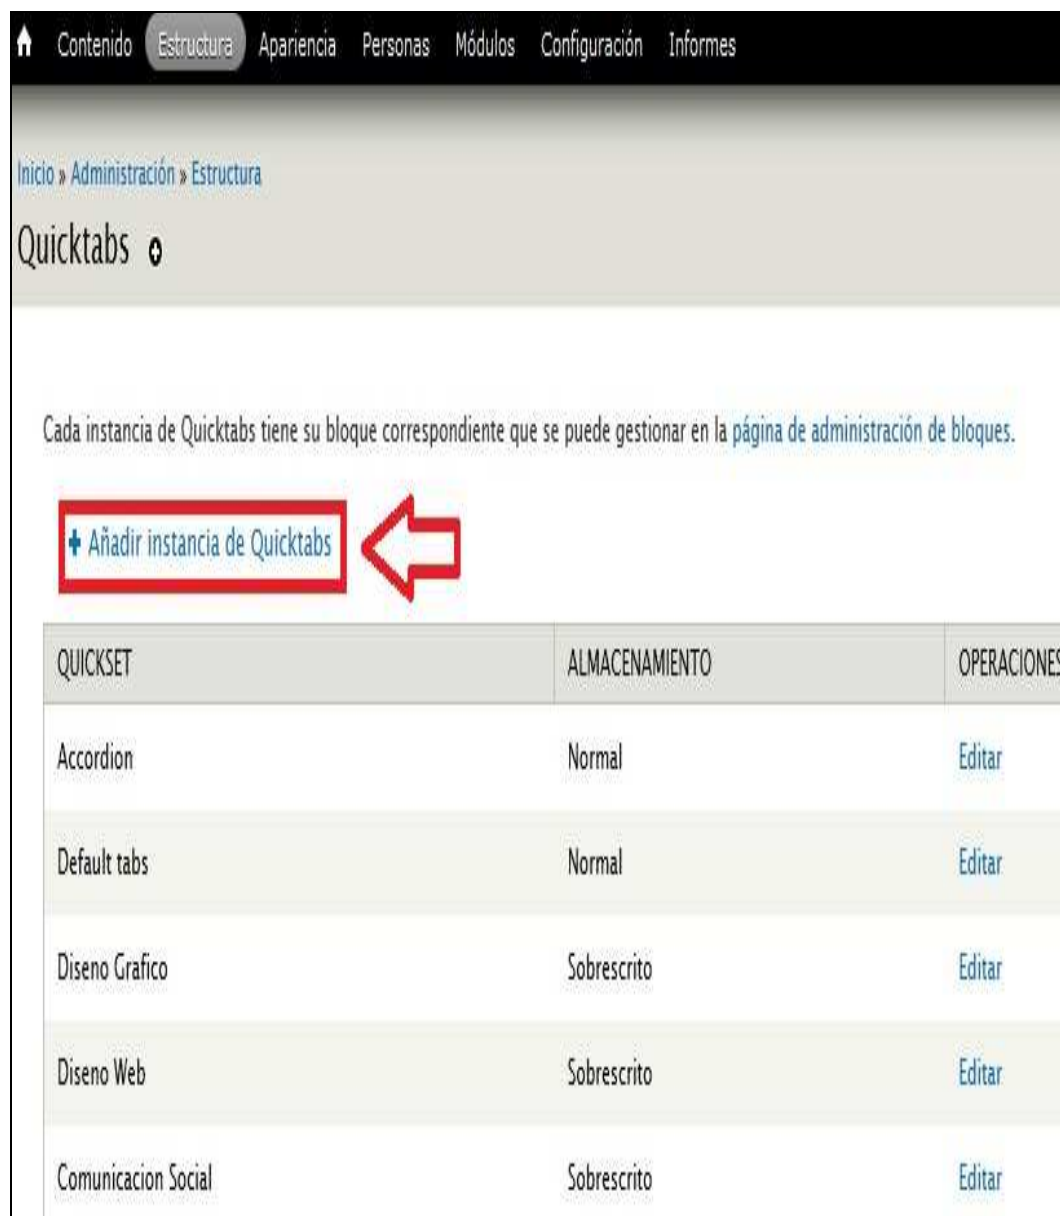 Contenido Estructura Apariencia Personas Módulos Configuración Informes
Inicio » Administración » Estructura
Quicktabs
Cada instancia de Quicktabs tiene su bloque correspondiente que se puede gestionar en la página de administración de bloques.
+ Añadir instancia de Quicktabs
QUICKSET ALMACENAMIENTO OPERACIONES
Accordion Normal Editar
Default tabs Normal Editar
Diseno Grafico Sobrescrito Editar
Diseno Web Sobrescrito Editar
Comunicacion Social Sobrescrito Editar